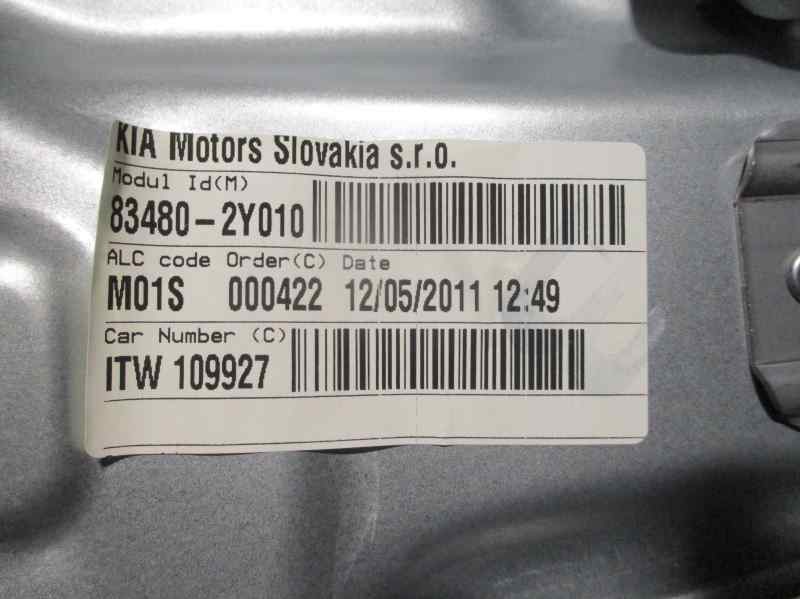 KIA Motors Slovakia s.r.o.
Modul Id(M)
83480-2Y010
ALC code Order(C) Date
M01S 000422 12/05/2011 12:49
Car Number (C)
ITW 109927